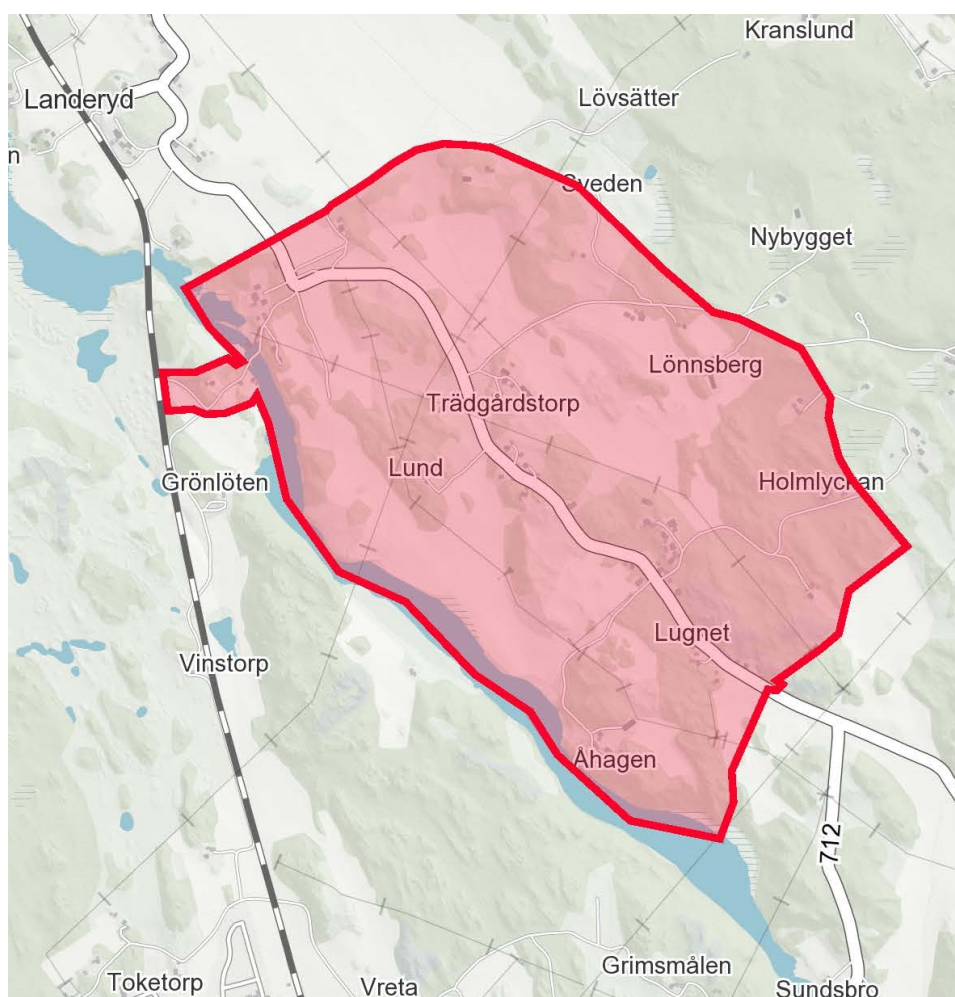 Kranslund
Lövsätter
Landeryd
n
Sveden
Nybygget
Lönnsberg
Trädgårdstorp
Lund
Grönlöten
Holmlyckan
Lugnet
Vinstorp
Åhagen
712
Grimsmålen
Toketorp
Vreta
Sundsbro